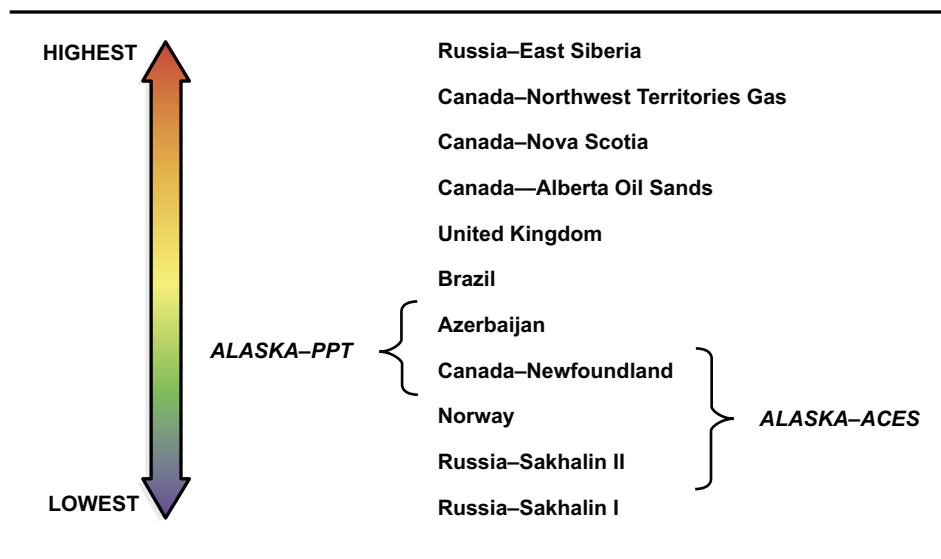 HIGHEST
Russia–East Siberia
Canada–Northwest Territories Gas
Canada–Nova Scotia
Canada—Alberta Oil Sands
United Kingdom
Brazil
Azerbaijan
ALASKA–PPT
Canada–Newfoundland
Norway
ALASKA–ACES
Russia–Sakhalin II
LOWEST
Russia–Sakhalin I